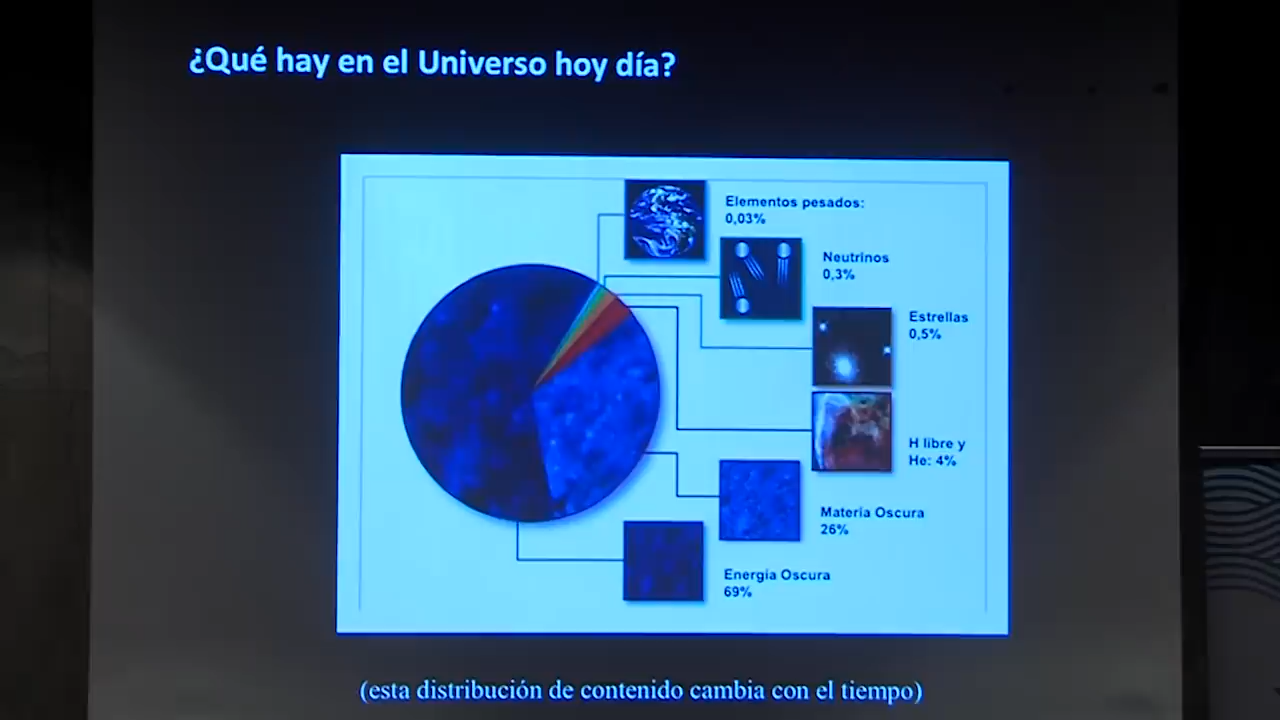 ¿Qué hay en el Universo hoy día?
Elementos pesados:
0,03%
Neutrinos
0,3%
Estrellas
0,5%
H libre y
He: 4%
Materia Oscura
26%
Energía Oscura
69%
(esta distribución de contenido cambia con el tiempo)